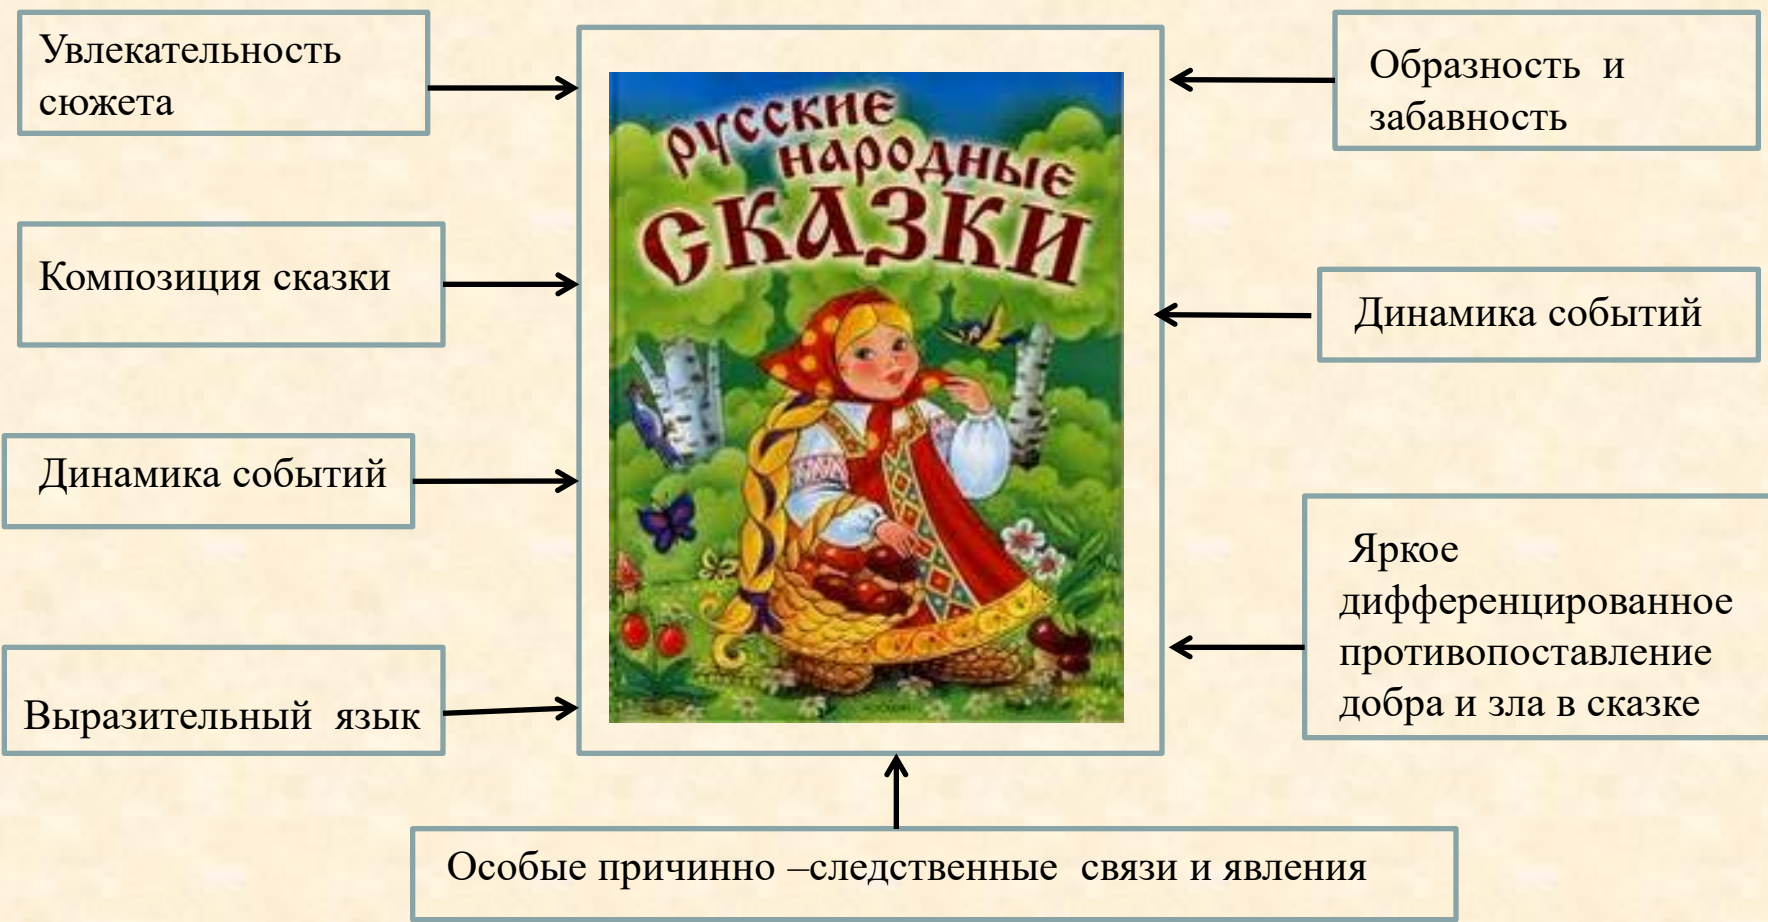 Увлекательность
сюжета
Композиция сказки
Динамика событий
Выразительный язык
русские
народные
сказки
Образность и
забавность
Динамика событий
Яркое
дифференцированное
противопоставление
добра и зла в сказке
Особые причинно –следственные связи и явления